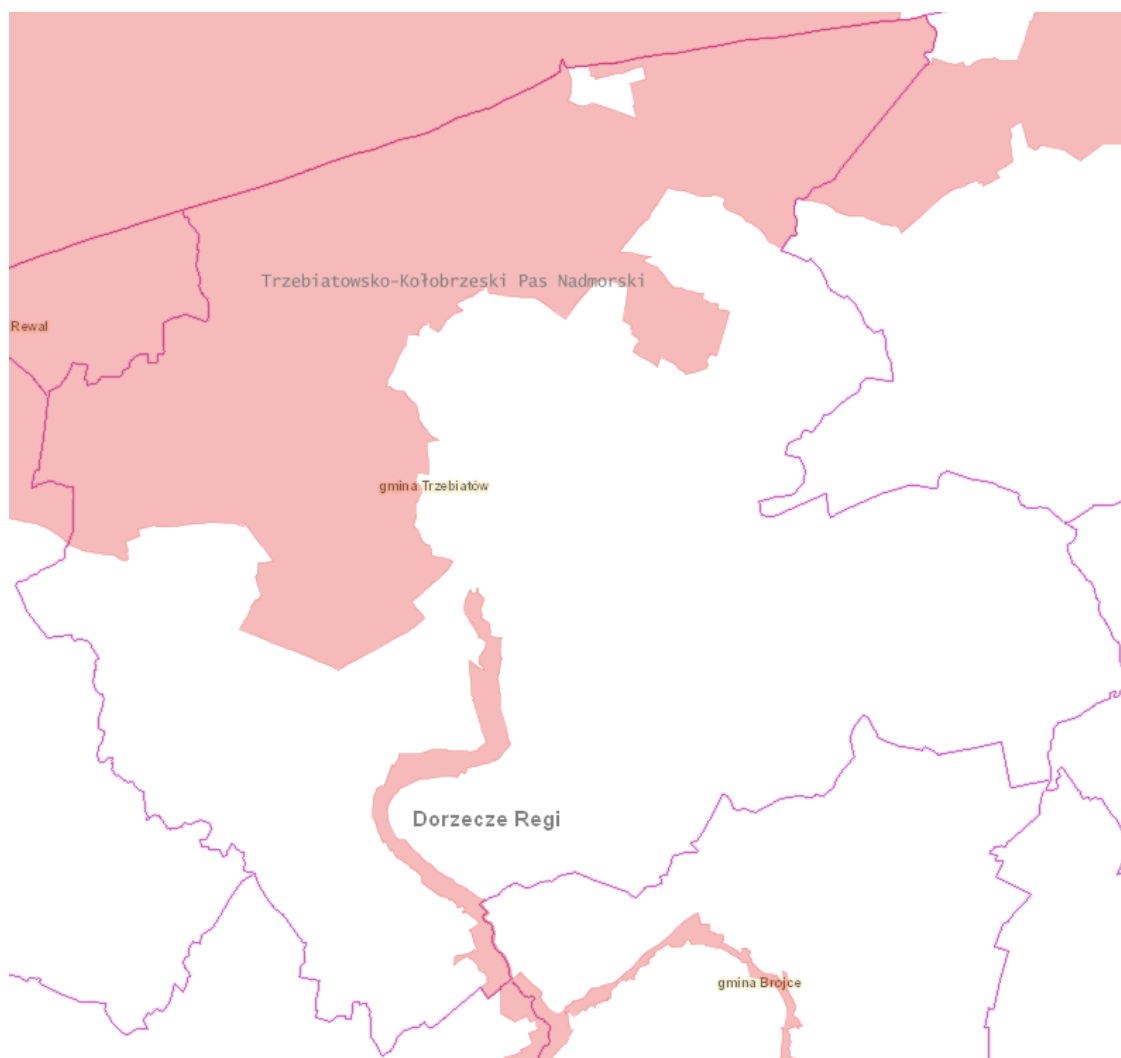 Trzebiatowsko-Kołobrzeski Pas Nadmorski
Rewal
gmina Trzebiatów
Dorzecze Regi
gmina Brojce